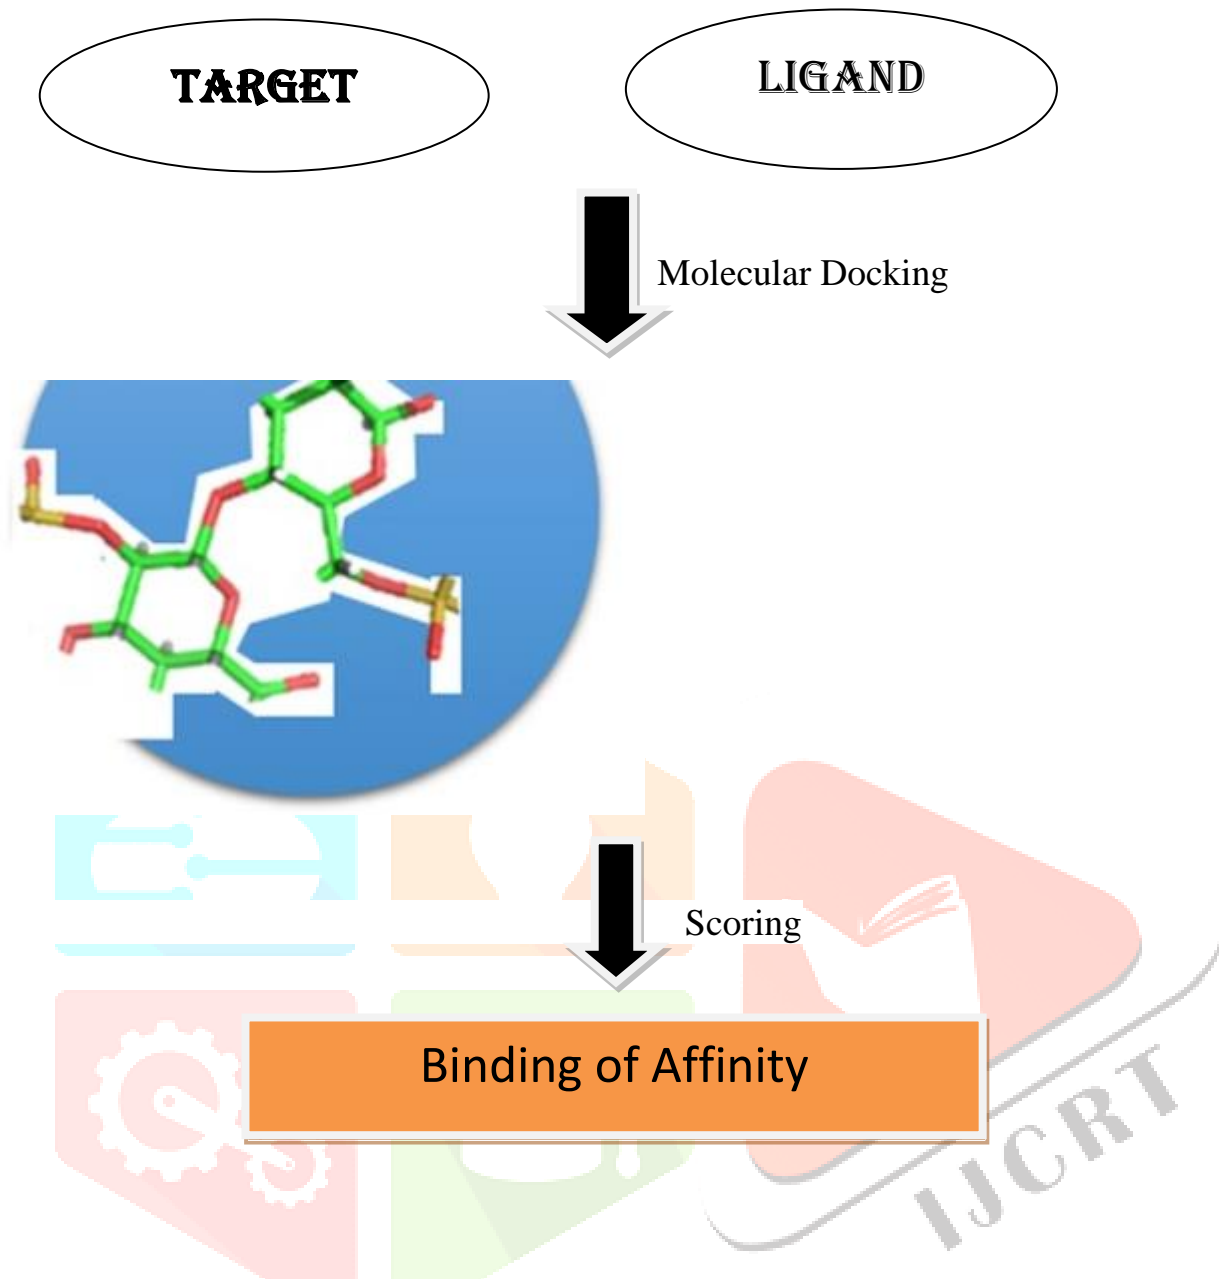 TARGET
LIGAND
Molecular Docking
Scoring
Binding of Affinity
IJCRT